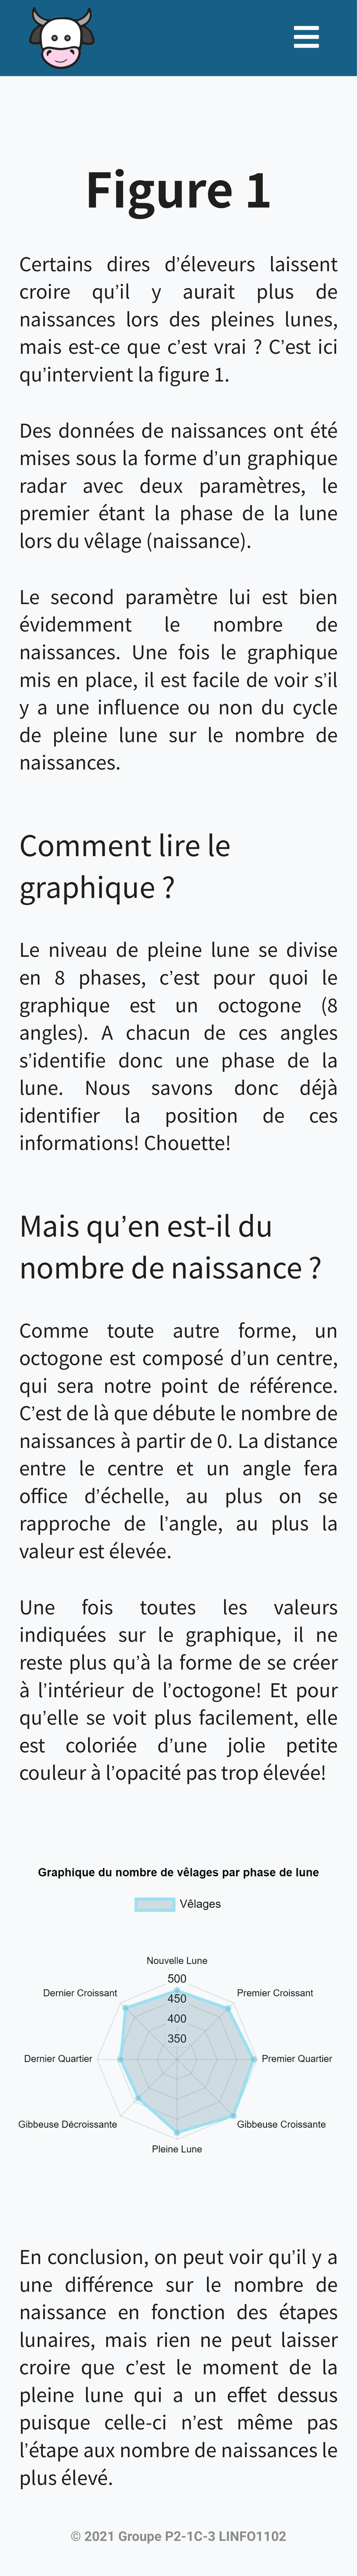 Figure 1
Certains dires d’éleveurs laissent
croire qu’il y aurait plus de
naissances lors des pleines lunes,
mais est-ce que c’est vrai ? C’est ici
qu’intervient la figure 1.
Des données de naissances ont été
mises sous la forme d’un graphique
radar avec deux paramètres, le
premier étant la phase de la lune
lors du vêlage (naissance).
Le second paramètre lui est bien
évidemment le nombre de
naissances. Une fois le graphique
mis en place, il est facile de voir s’il
y a une influence ou non du cycle
de pleine lune sur le nombre de
naissances.
Comment lire le
graphique ?
Le niveau de pleine lune se divise
en 8 phases, c’est pour quoi le
graphique est un octogone (8
angles). A chacun de ces angles
s’identifie donc une phase de la
lune. Nous savons donc déjà
identifier la position de ces
informations! Chouette!
Mais qu’en est-il du
nombre de naissance ?
Comme toute autre forme, un
octogone est composé d’un centre,
qui sera notre point de référence.
C’est de là que débute le nombre de
naissances à partir de 0. La distance
entre le centre et un angle fera
office d’échelle, au plus on se
rapproche de l’angle, au plus la
valeur est élevée.
Une fois toutes les valeurs
indiquées sur le graphique, il ne
reste plus qu’à la forme de se créer
à l’intérieur de l’octogone! Et pour
qu’elle se voit plus facilement, elle
est coloriée d’une jolie petite
couleur à l’opacité pas trop élevée!
Graphique du nombre de vêlages par phase de lune
Vêlages
Nouvelle Lune
500
Dernier Croissant
Premier Croissant
450
400
350
Dernier Quartier
Premier Quartier
Gibbeuse Décroissante
Gibbeuse Croissante
Pleine Lune
En conclusion, on peut voir qu’il y a
une différence sur le nombre de
naissance en fonction des étapes
lunaires, mais rien ne peut laisser
croire que c’est le moment de la
pleine lune qui a un effet dessus
puisque celle-ci n’est même pas
l’étape aux nombre de naissances le
plus élevé.
© 2021 Groupe P2-1C-3 LINFO1102